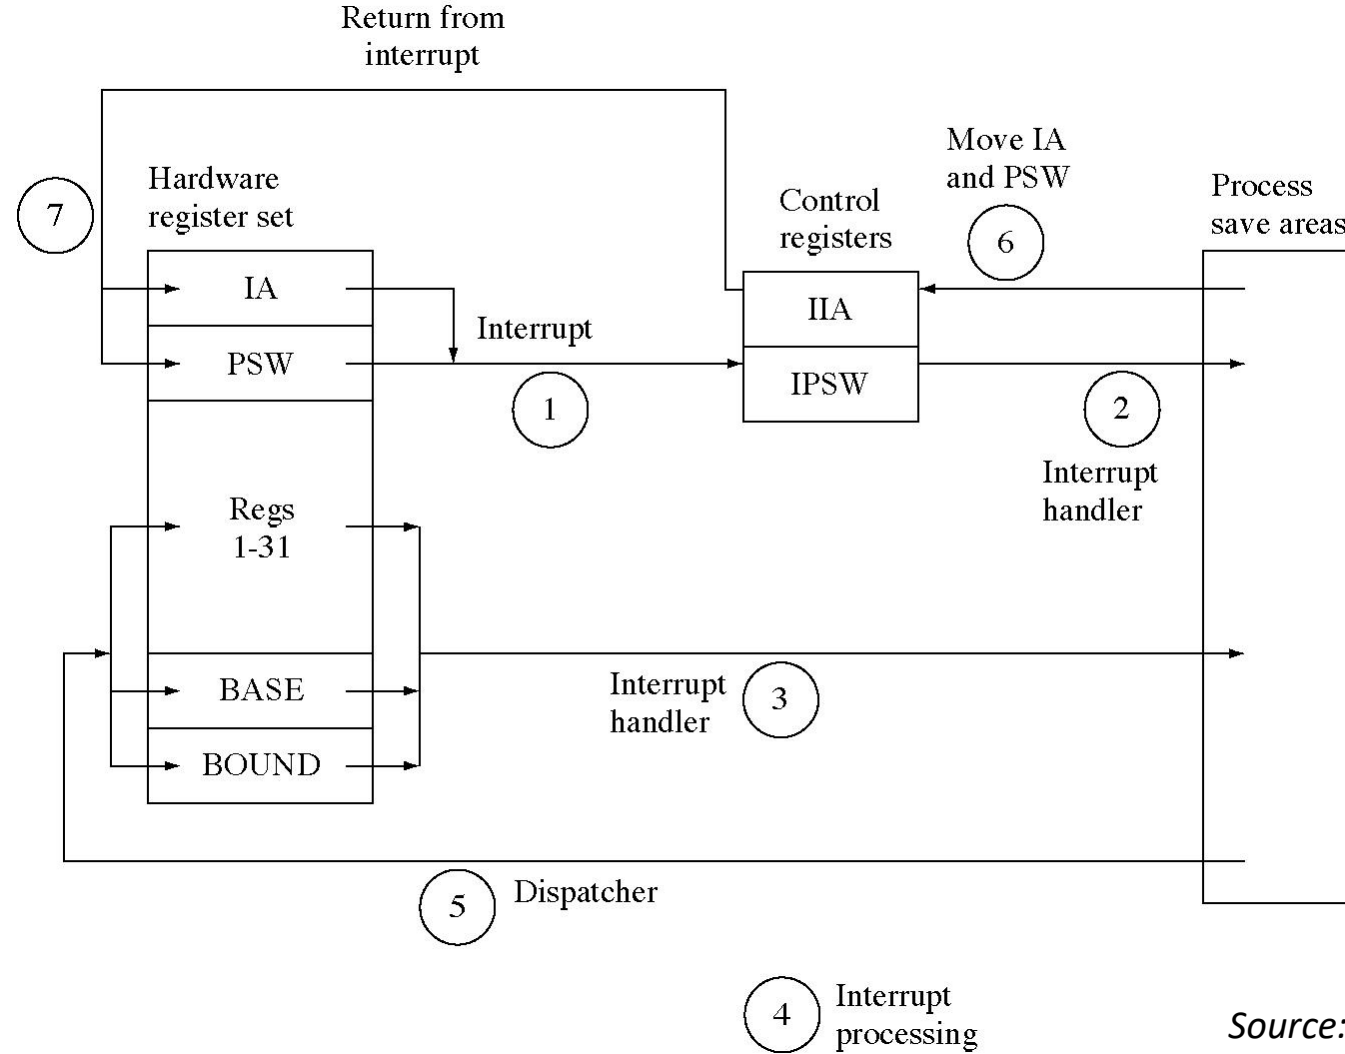 Return from
interrupt
Move IA
and PSW
Hardware
register set
7
Control
registers
6
Process
save areas
IA
IIA
Interrupt
PSW
IPSW
1
2
Interrupt
handler
Regs
1-31
BASE
Interrupt
handler
3
BOUND
5
Dispatcher
4
Interrupt
processing
Source: